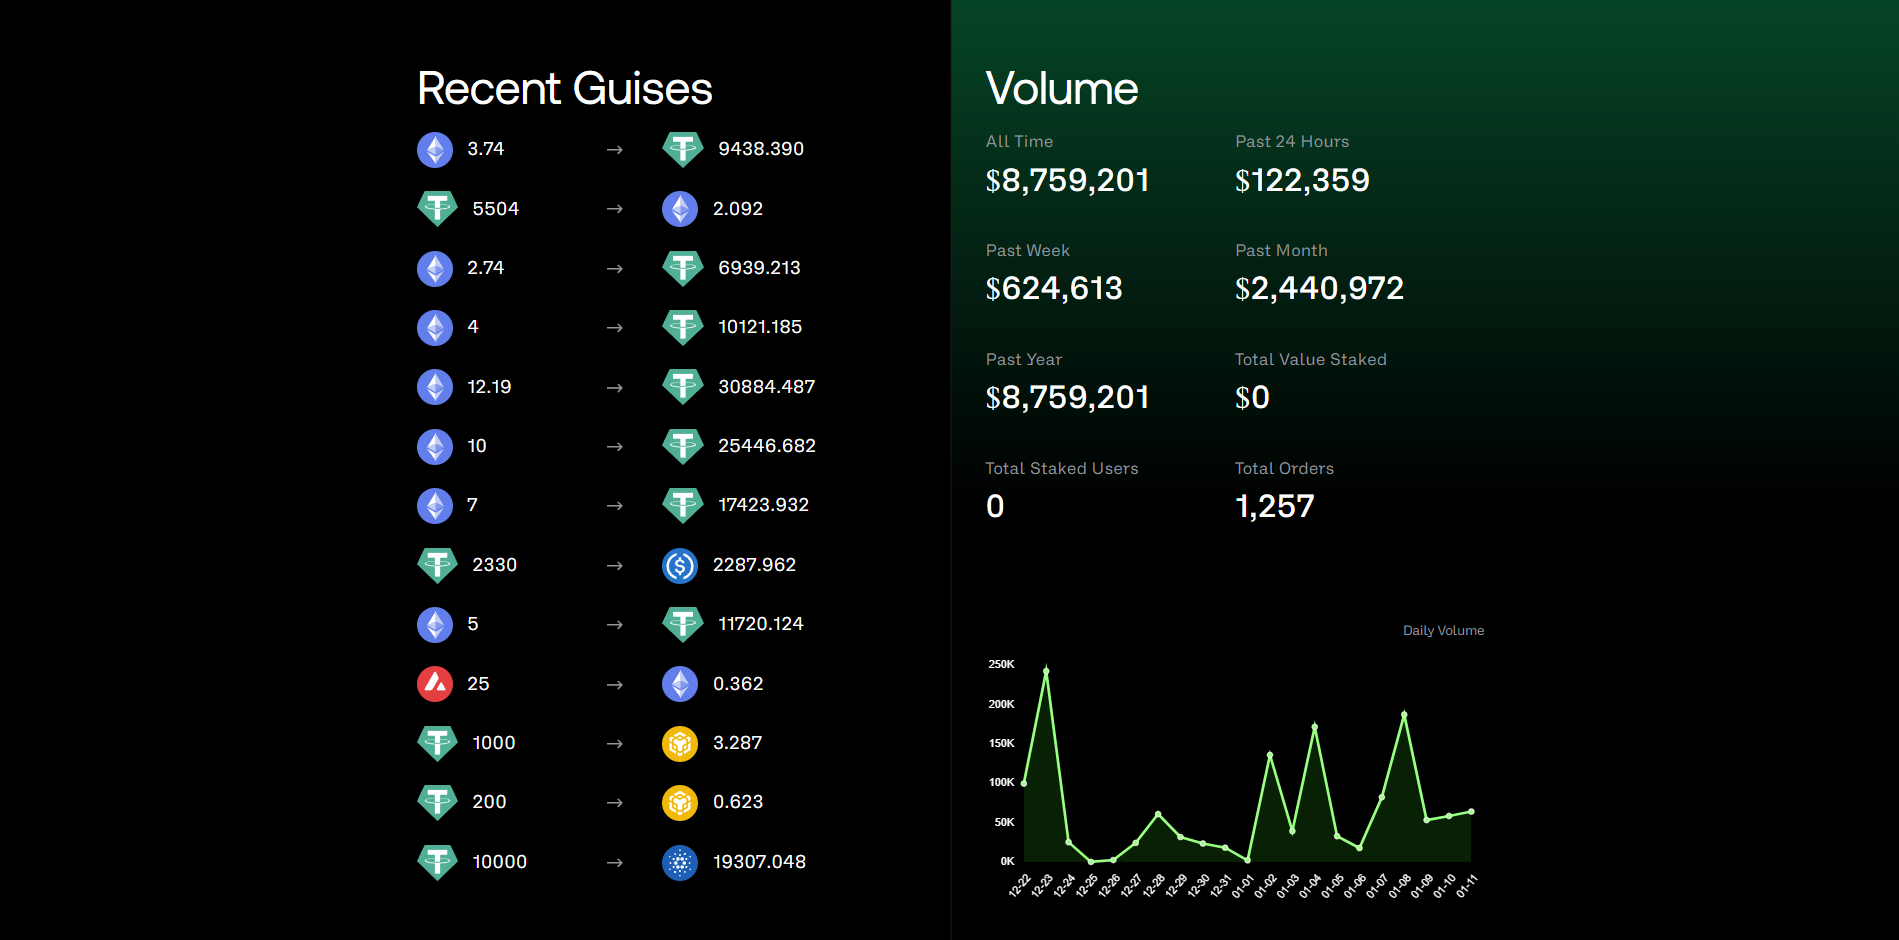 Recent Guises
3.74 → 9438.390
5504 → 2.092
2.74 → 6939.213
4 → 10121.185
12.19 → 30884.487
10 → 25446.682
7 → 17423.932
2330 → 2287.962
5 → 11720.124
25 → 0.362
1000 → 3.287
200 → 0.623
10000 → 19307.048
Volume
All Time
$8,759,201
Past 24 Hours
$122,359
Past Week
$624,613
Past Month
$2,440,972
Past Year
$8,759,201
Total Value Staked
$0
Total Staked Users
0
Total Orders
1,257
Daily Volume
250K
200K
150K
100K
50K
0K
12-22
12-23
12-24
12-25
12-26
12-27
12-28
12-29
12-30
12-31
01-01
01-02
01-03
01-04
01-05
01-06
01-07
01-08
01-09
01-10
01-11